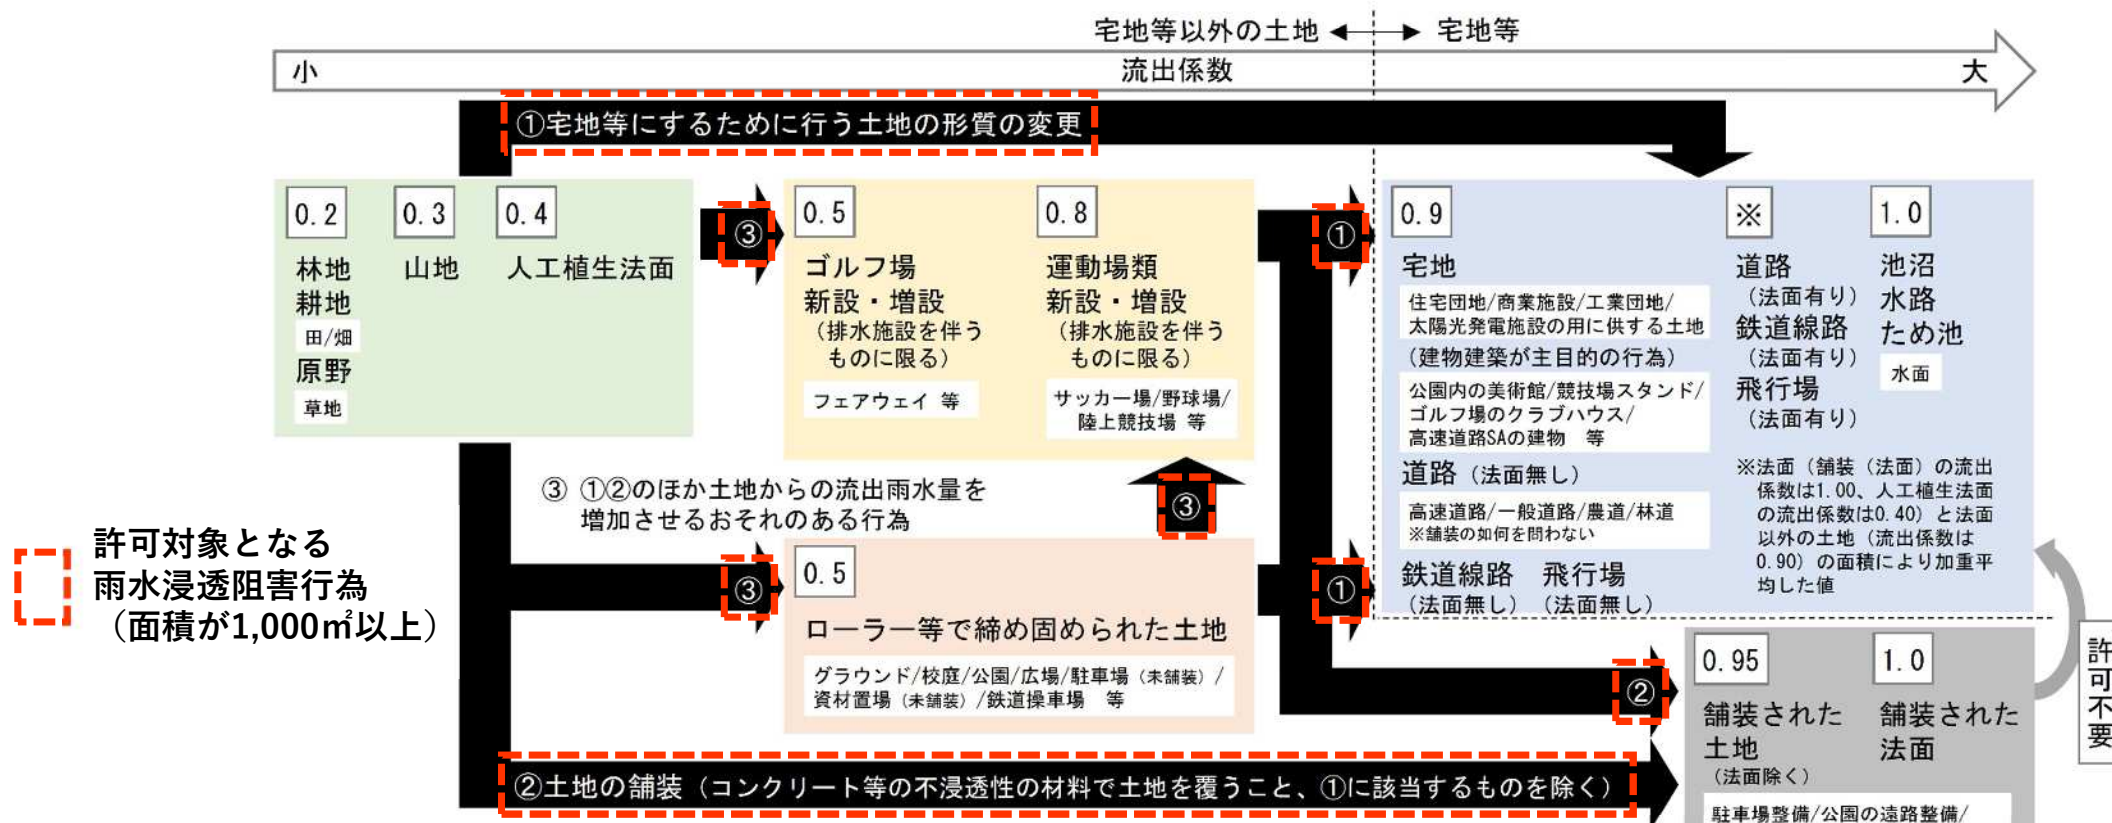 宅地等以外の土地 ◀─▶ 宅地等
小 流出係数 大
①宅地等にするために行う土地の形質の変更
0.2 0.3 0.4
林地 山地 人工植生法面
耕地
田/畑
原野
草地
③
0.5 0.8
ゴルフ場
新設・増設
（排水施設を伴う
ものに限る）
フェアウェイ 等
運動場類
新設・増設
（排水施設を伴う
ものに限る）
サッカー場/野球場/
陸上競技場 等
①
0.9
宅地
住宅団地/商業施設/工業団地/
太陽光発電施設の用に供する土地
（建物建築が主目的の行為）
公園内の美術館/競技場スタンド/
ゴルフ場のクラブハウス/
高速道路SAの建物　等
道路（法面無し）
高速道路/一般道路/農道/林道
※舗装の如何を問わない
鉄道線路　飛行場
（法面無し）（法面無し）
※
道路
（法面有り）
鉄道線路
（法面有り）
飛行場
（法面有り）
1.0
池沼
水路
ため池
水面
※法面（舗装（法面）の流出
係数は1.00、人工植生法面
の流出係数は0.40）と法面
以外の土地（流出係数は
0.90）の面積により加重平
均した値
③ ①②のほか土地からの流出雨水量を
増加させるおそれのある行為
③
許可対象となる
雨水浸透阻害行為
（面積が1,000㎡以上）
③
0.5
ローラー等で締め固められた土地
グラウンド/校庭/公園/広場/駐車場（未舗装）/
資材置場（未舗装）/鉄道操車場　等
①
②
0.95 1.0
舗装された
土地
（法面除く）
舗装された
法面
駐車場整備/公園の遠路整備/
許可不要
②土地の舗装（コンクリート等の不浸透性の材料で土地を覆うこと、①に該当するものを除く）